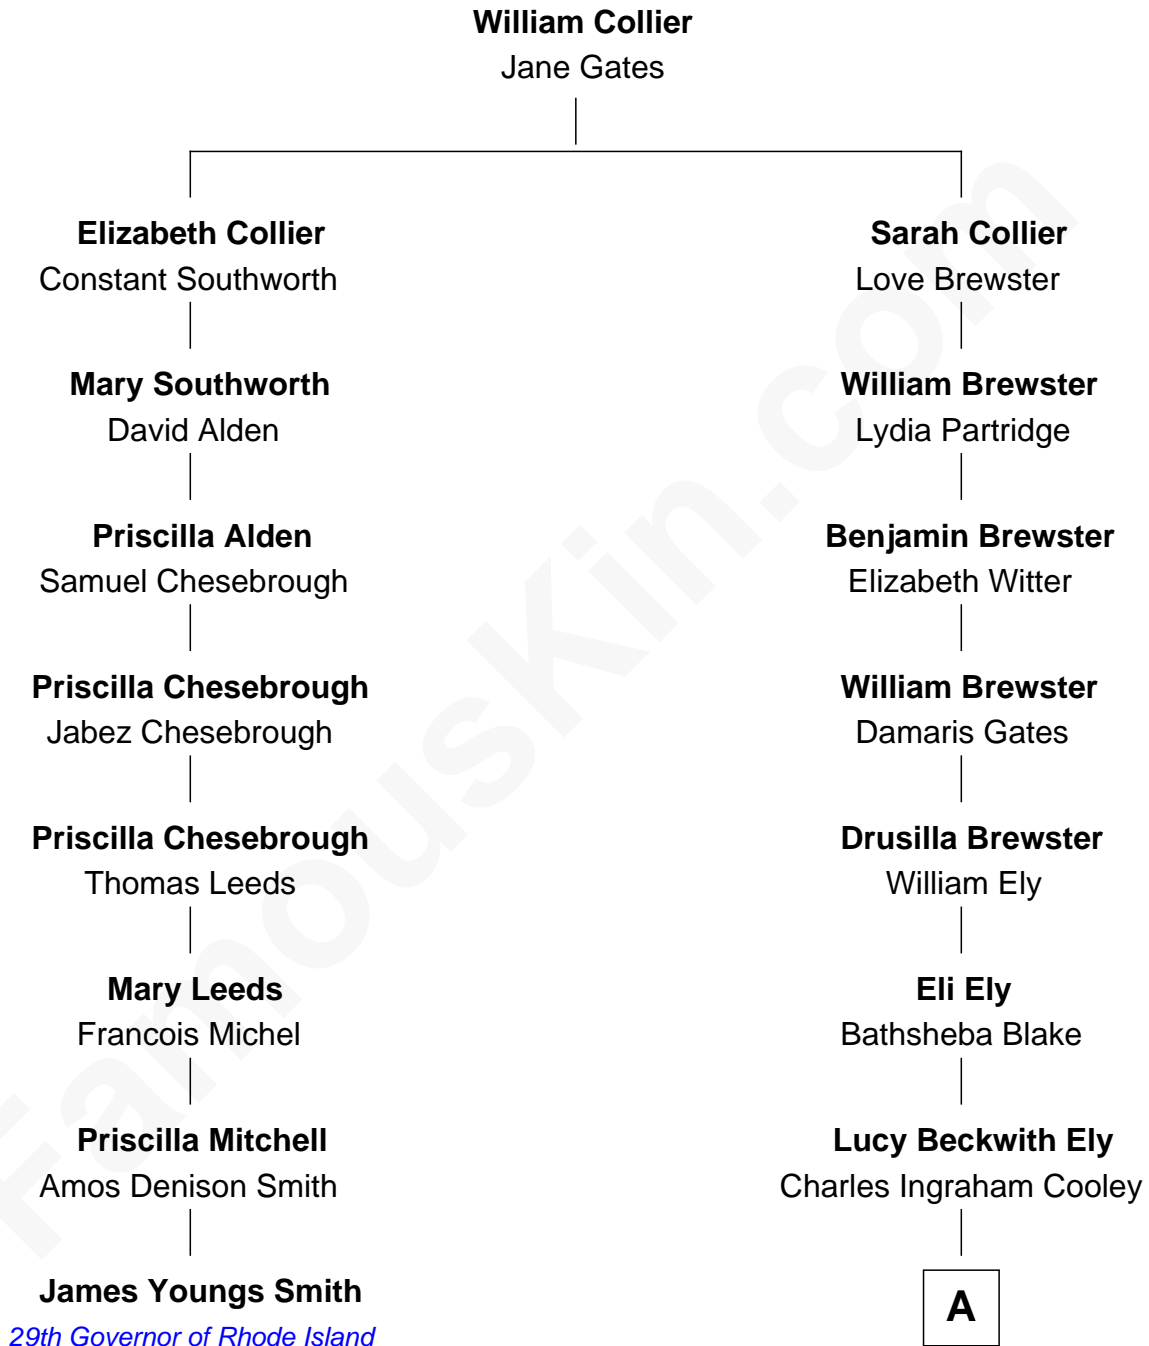 William Collier
Jane Gates
Elizabeth Collier
Constant Southworth
Sarah Collier
Love Brewster
Mary Southworth
David Alden
William Brewster
Lydia Partridge
Priscilla Alden
Samuel Chesebrough
Benjamin Brewster
Elizabeth Witter
Priscilla Chesebrough
Jabez Chesebrough
William Brewster
Damaris Gates
Priscilla Chesebrough
Thomas Leeds
Drusilla Brewster
William Ely
Mary Leeds
Francois Michel
Eli Ely
Bathsheba Blake
Priscilla Mitchell
Amos Denison Smith
Lucy Beckwith Ely
Charles Ingraham Cooley
James Youngs Smith
29th Governor of Rhode Island
A
FamousKin.com